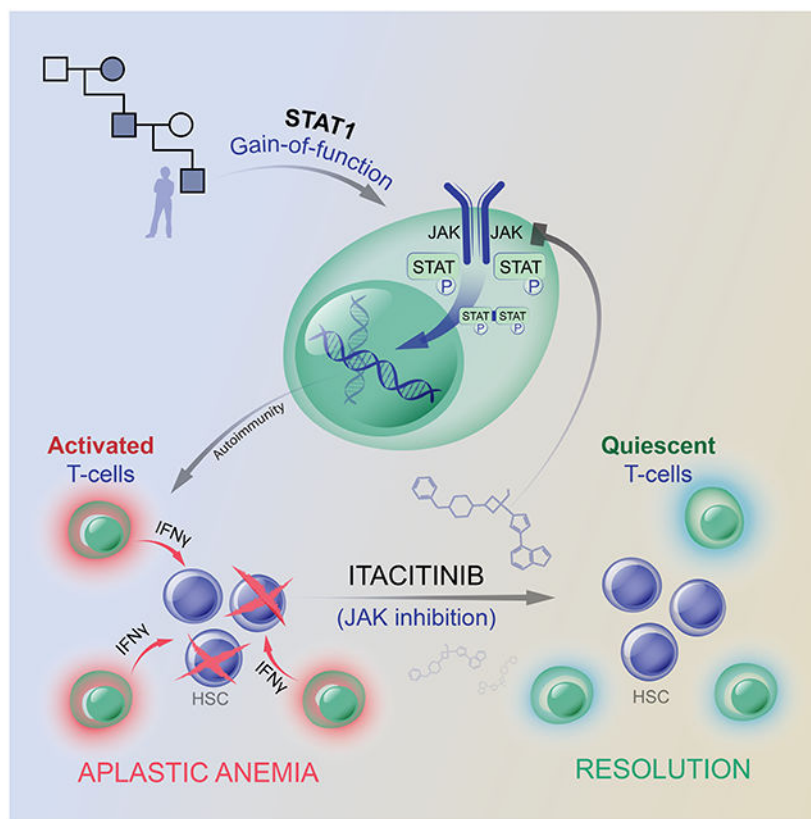 STAT1
Gain-of-function
JAK
JAK
STAT
P
STAT
P
STAT
STAT
P
P
Autoimmunity
Activated
T-cells
Quiescent
T-cells
IFNγ
IFNγ
IFNγ
HSC
ITACITINIB
(JAK inhibition)
HSC
APLASTIC ANEMIA
RESOLUTION